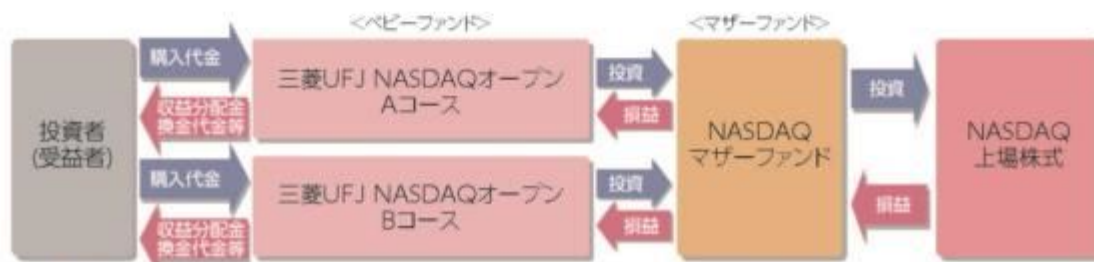 <ベビーファンド>
<マザーファンド>
投資者
(受益者)
購入代金
収益分配金
換金代金等
三菱UFJ NASDAQオープン
Aコース
投資
損益
購入代金
収益分配金
換金代金等
三菱UFJ NASDAQオープン
Bコース
投資
損益
NASDAQ
マザーファンド
投資
損益
NASDAQ
上場株式